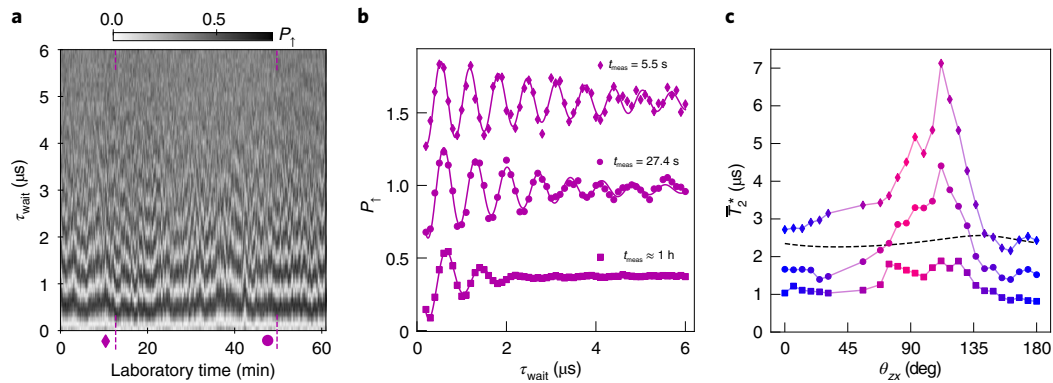 a
0.0 0.5
P↑
6
5
4
3
2
1
0
τwait (μs)
0 20 40 60
Laboratory time (min)
b
tmeas = 5.5 s
tmeas = 27.4 s
tmeas ≈ 1 h
1.5
1.0
0.5
0
P↑
0 2 4 6
τwait (μs)
c
7
6
5
4
3
2
1
0
T̅2* (μs)
0 45 90 135 180
θzx (deg)